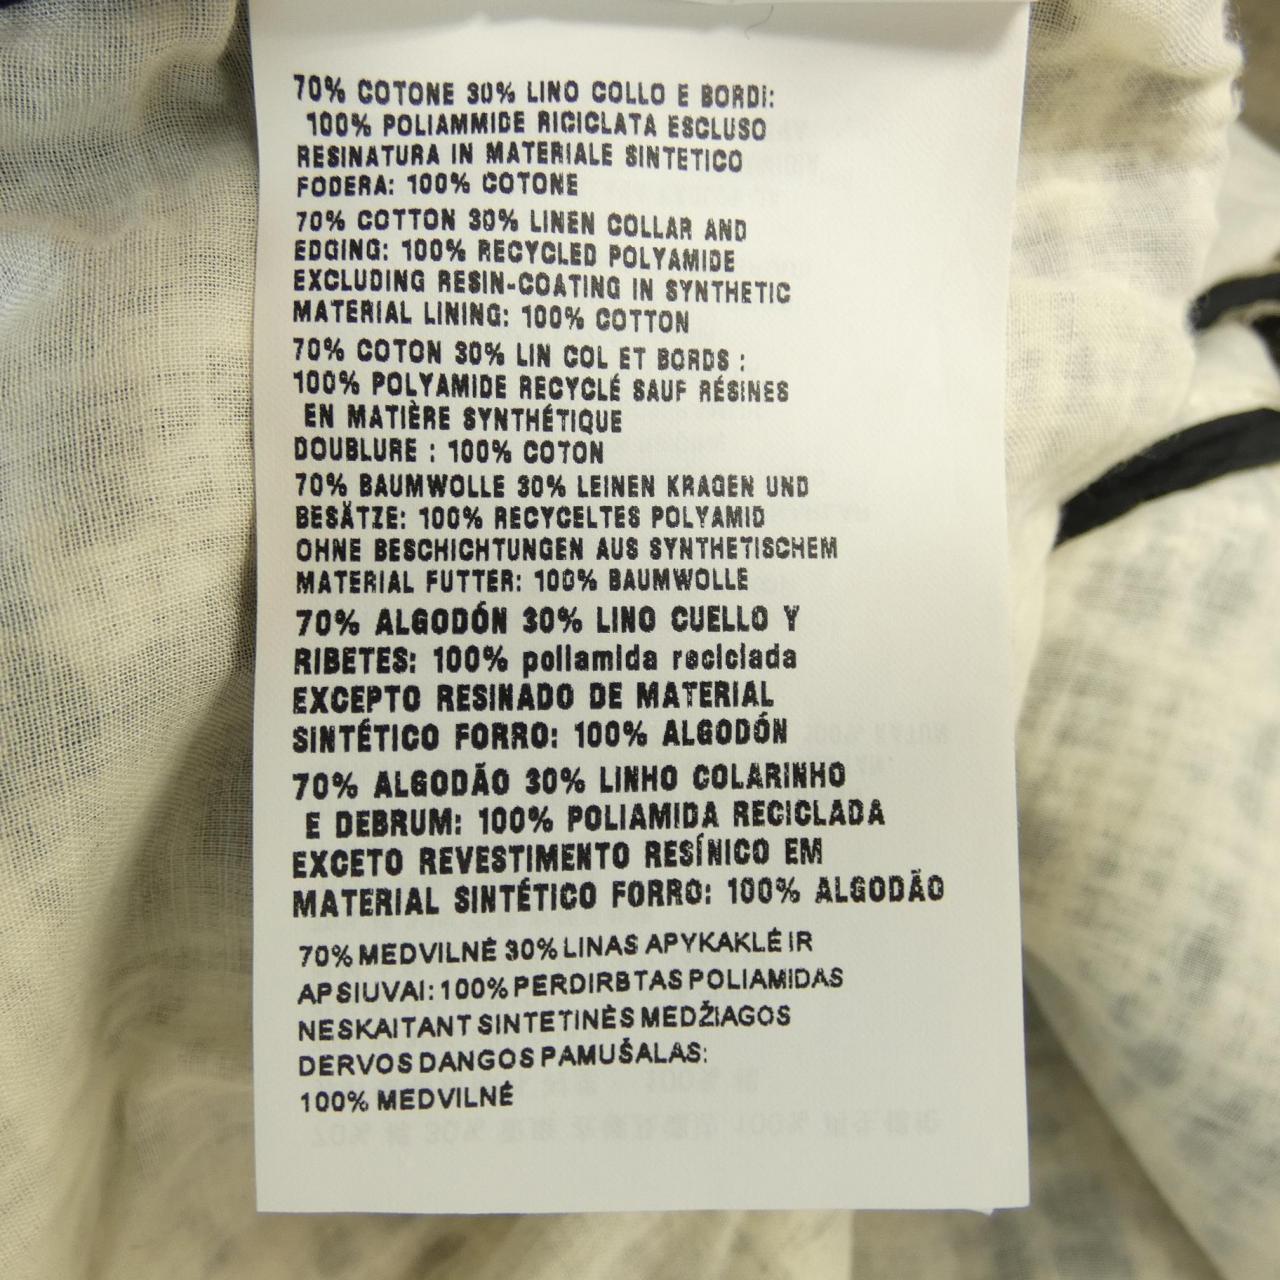 70% COTONE 30% LINO COLLO E BORDI:
100% POLIAMMIDE RICICLATA ESCLUSO
RESINATURA IN MATERIALE SINTETICO
FODERA: 100% COTONE
70% COTTON 30% LINEN COLLAR AND
EDGING: 100% RECYCLED POLYAMIDE
EXCLUDING RESIN-COATING IN SYNTHETIC
MATERIAL LINING: 100% COTTON
70% COTON 30% LIN COL ET BORDS :
100% POLYAMIDE RECYCLÉ SAUF RÉSINES
EN MATIÈRE SYNTHÉTIQUE
DOUBLURE : 100% COTON
70% BAUMWOLLE 30% LEINEN KRAGEN UND
BESÄTZE: 100% RECYCELTES POLYAMID
OHNE BESCHICHTUNGEN AUS SYNTHETISCHEM
MATERIAL FUTTER: 100% BAUMWOLLE
70% ALGODÓN 30% LINO CUELLO Y
RIBETES: 100% poliamida reciclada
EXCEPTO RESINADO DE MATERIAL
SINTÉTICO FORRO: 100% ALGODÓN
70% ALGODÃO 30% LINHO COLARINHO
E DEBRUM: 100% POLIAMIDA RECICLADA
EXCETO REVESTIMENTO RESÍNICO EM
MATERIAL SINTÉTICO FORRO: 100% ALGODÃO
70% MEDVILNĖ 30% LINAS APYKAKLĖ IR
APSIUVAI: 100% PERDIRBTAS POLIAMIDAS
NESKAITANT SINTETINĖS MEDŽIAGOS
DERVOS DANGOS PAMUŠALAS:
100% MEDVILNĖ